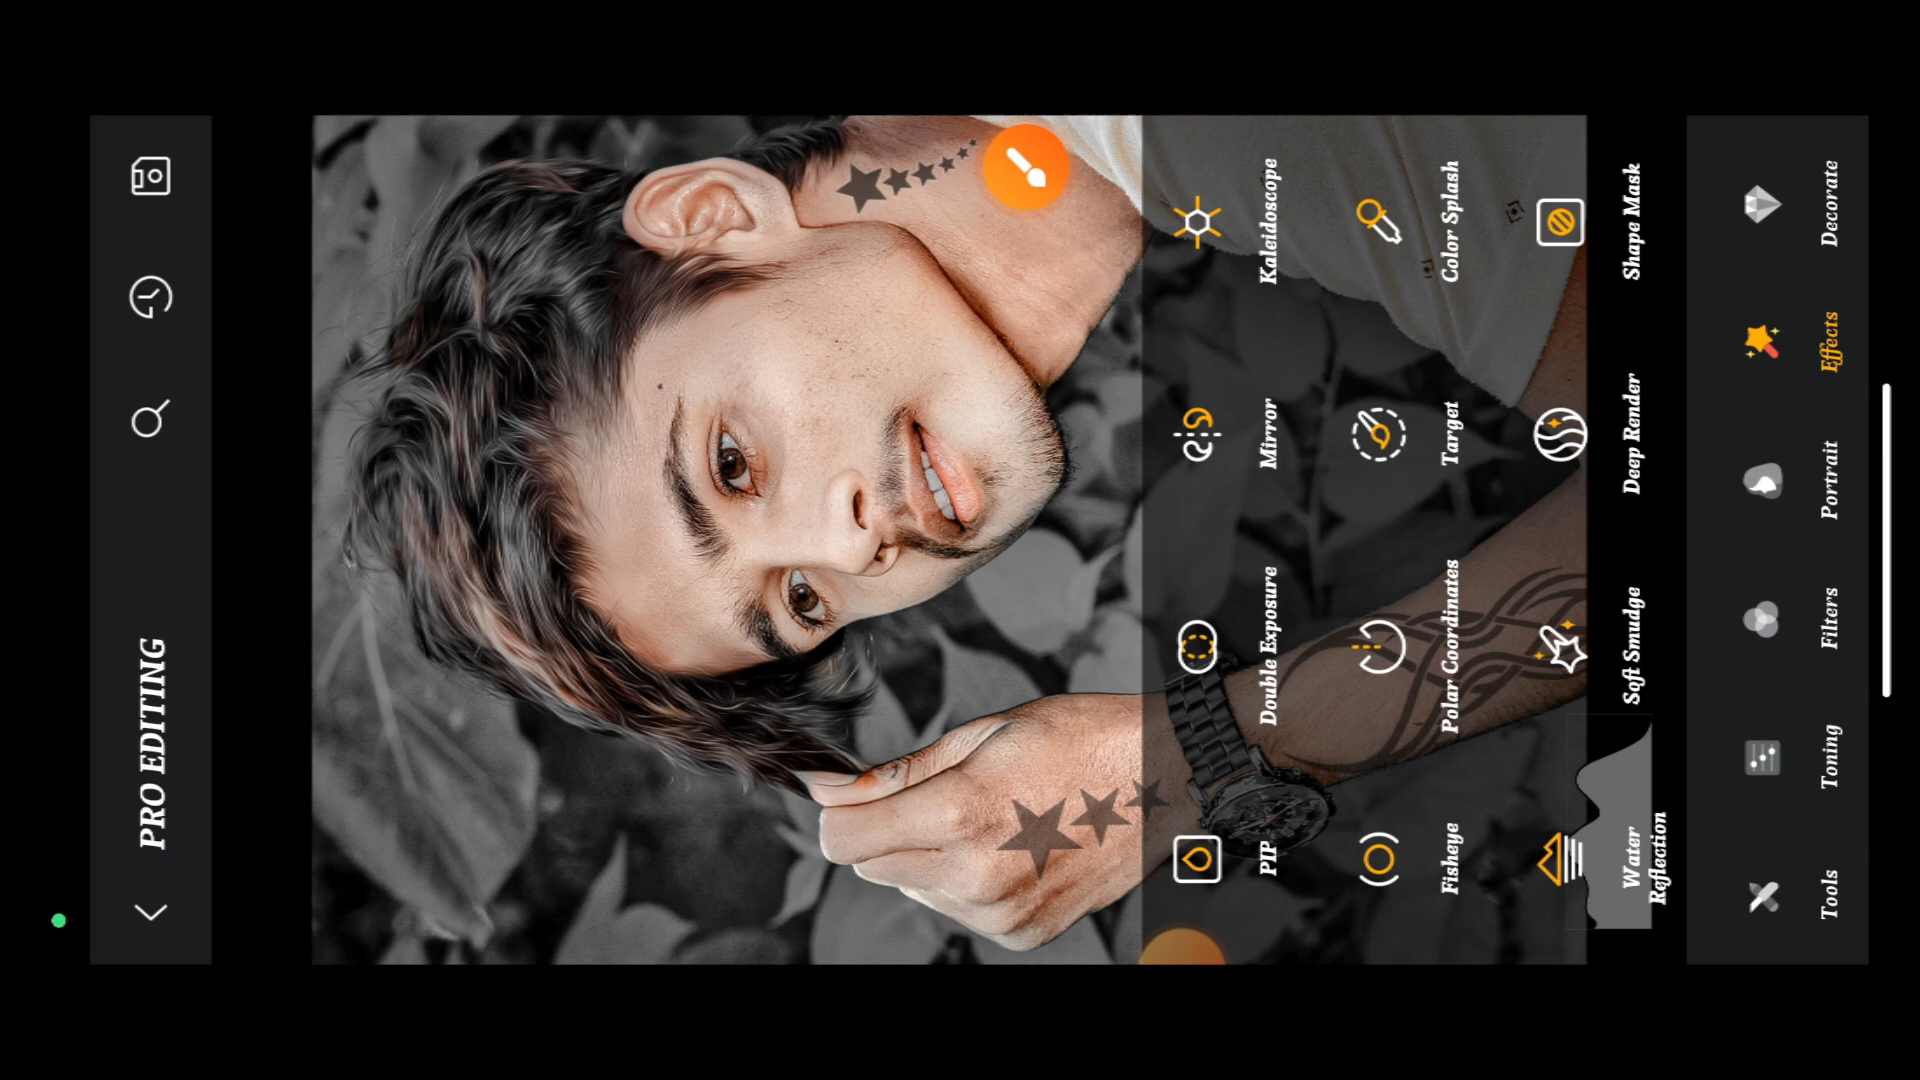 PRO EDITING
PIP
Double Exposure
Mirror
Kaleidoscope
Fisheye
Polar Coordinates
Target
Color Splash
Water
Reflection
Soft Smudge
Deep Render
Shape Mask
Tools
Toning
Filters
Portrait
Effects
Decorate